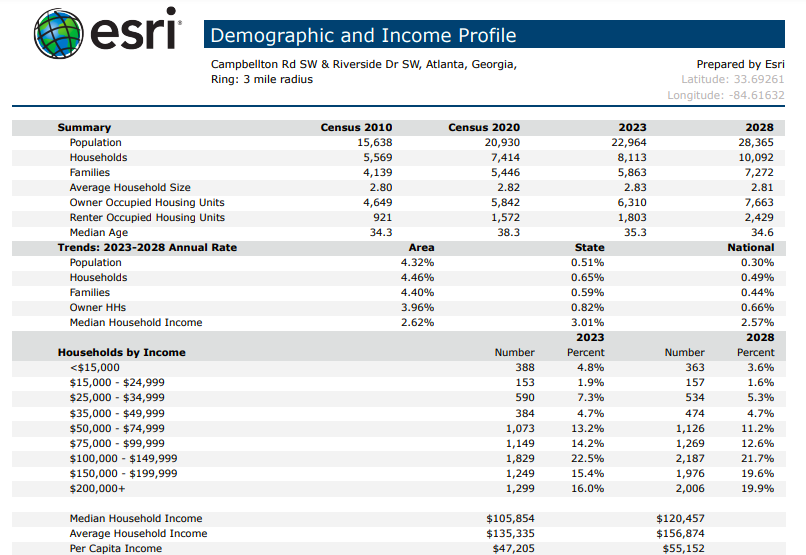 esri
Demographic and Income Profile
Campbellton Rd SW & Riverside Dr SW, Atlanta, Georgia, Prepared by Esri
Ring: 3 mile radius Latitude: 33.69261
Longitude: -84.61632
Summary Census 2010 Census 2020 2023 2028
Population 15,638 20,930 22,964 28,365
Households 5,569 7,414 8,113 10,092
Families 4,139 5,446 5,863 7,272
Average Household Size 2.80 2.82 2.83 2.81
Owner Occupied Housing Units 4,649 5,842 6,310 7,663
Renter Occupied Housing Units 921 1,572 1,803 2,429
Median Age 34.3 38.3 35.3 34.6
Trends: 2023-2028 Annual Rate Area State National
Population 4.32% 0.51% 0.30%
Households 4.46% 0.65% 0.49%
Families 4.40% 0.59% 0.44%
Owner HHs 3.96% 0.82% 0.66%
Median Household Income 2.62% 3.01% 2.57%
2023 2028
Households by Income Number Percent Number Percent
<$15,000 388 4.8% 363 3.6%
$15,000 - $24,999 153 1.9% 157 1.6%
$25,000 - $34,999 590 7.3% 534 5.3%
$35,000 - $49,999 384 4.7% 474 4.7%
$50,000 - $74,999 1,073 13.2% 1,126 11.2%
$75,000 - $99,999 1,149 14.2% 1,269 12.6%
$100,000 - $149,999 1,829 22.5% 2,187 21.7%
$150,000 - $199,999 1,249 15.4% 1,976 19.6%
$200,000+ 1,299 16.0% 2,006 19.9%
Median Household Income $105,854 $120,457
Average Household Income $135,335 $156,874
Per Capita Income $47,205 $55,152